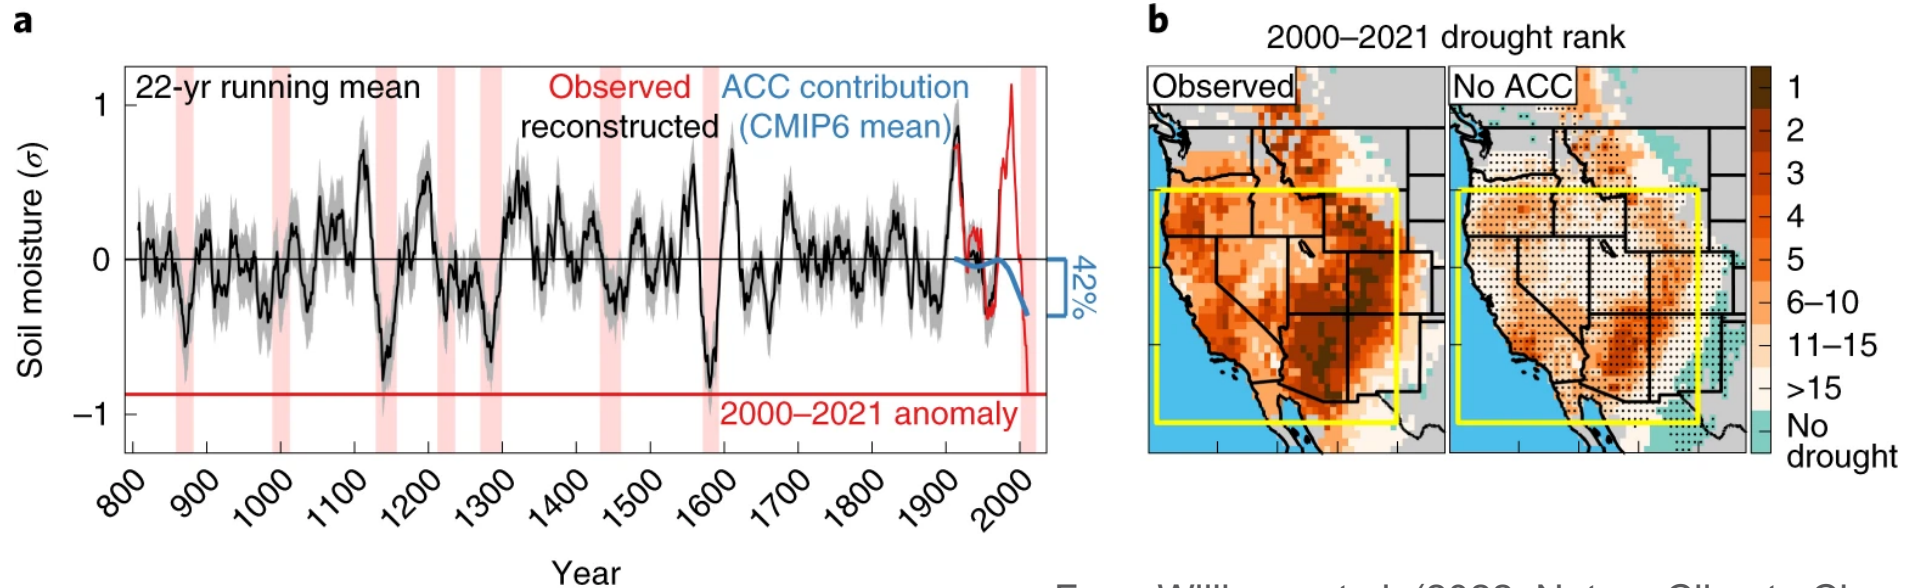 a
22-yr running mean
Observed
reconstructed
ACC contribution
(CMIP6 mean)
Soil moisture (σ)
1
0
−1
42%
2000–2021 anomaly
800
900
1000
1100
1200
1300
1400
1500
1600
1700
1800
1900
2000
Year
b
2000–2021 drought rank
Observed
No ACC
1
2
3
4
5
6–10
11–15
>15
No
drought